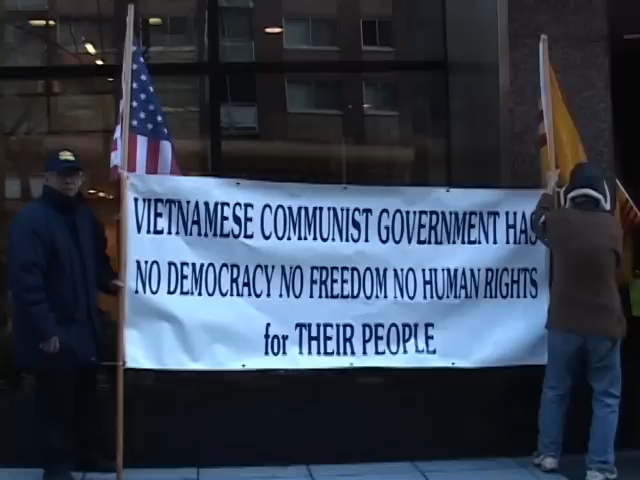 VIETNAMESE COMMUNIST GOVERNMENT HAS
NO DEMOCRACY NO FREEDOM NO HUMAN RIGHTS
for THEIR PEOPLE